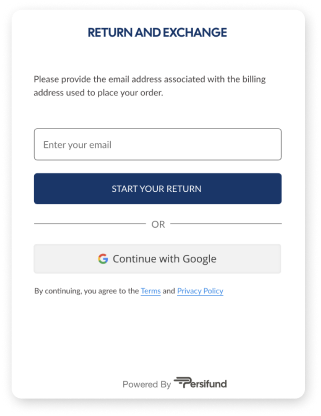 RETURN AND EXCHANGE
Please provide the email address associated with the billing
address used to place your order.
Enter your email
START YOUR RETURN
OR
Continue with Google
By continuing, you agree to the Terms and Privacy Policy
Powered By Persifund